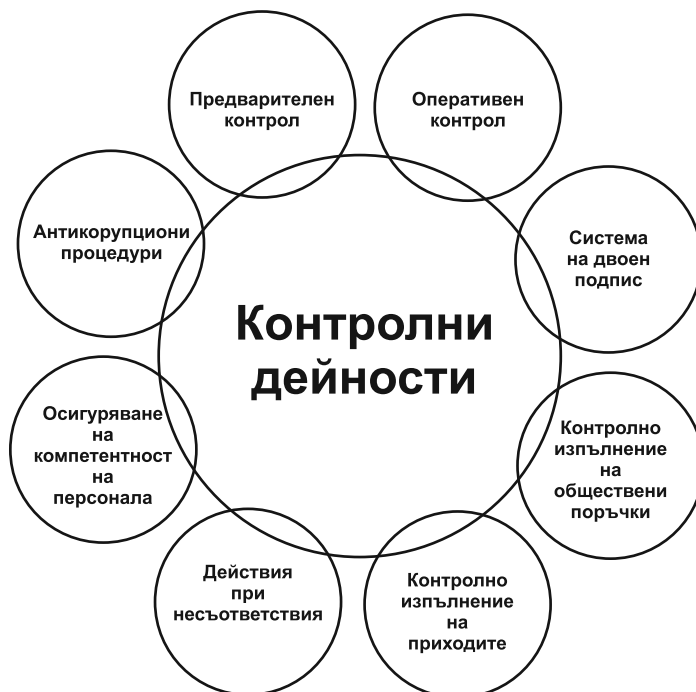 Предварителен
контрол
Оперативен
контрол
Система
на двоен
подпис
Контролно
изпълнение
на
обществени
поръчки
Контролно
изпълнение
на
приходите
Действия
при
несъответствия
Осигуряване
на
компетентност
на
персонала
Антикорупциони
процедури
Контролни
дейности